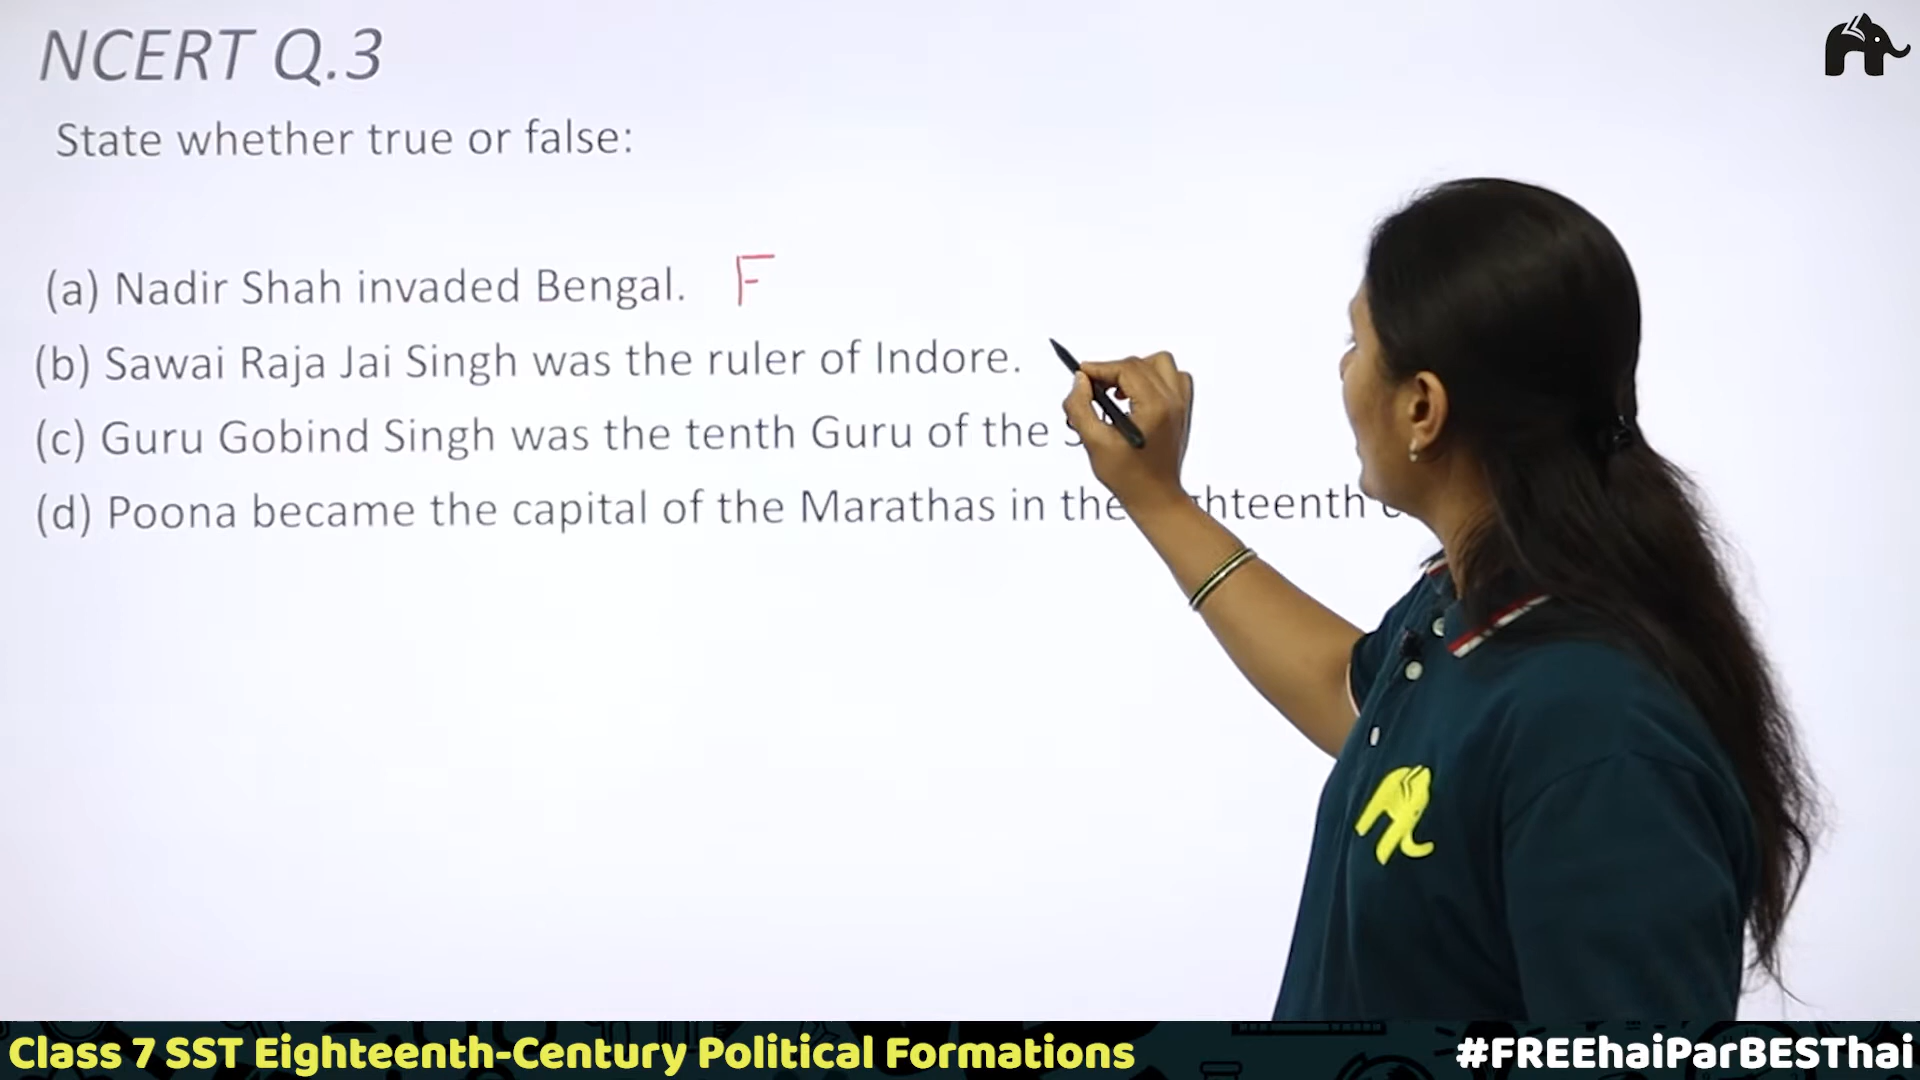 NCERT Q.3
State whether true or false:
(a) Nadir Shah invaded Bengal. F
(b) Sawai Raja Jai Singh was the ruler of Indore.
(c) Guru Gobind Singh was the tenth Guru of the
(d) Poona became the capital of the Marathas in the
Class 7 SST Eighteenth-Century Political Formations
#FREEhaiParBESThai